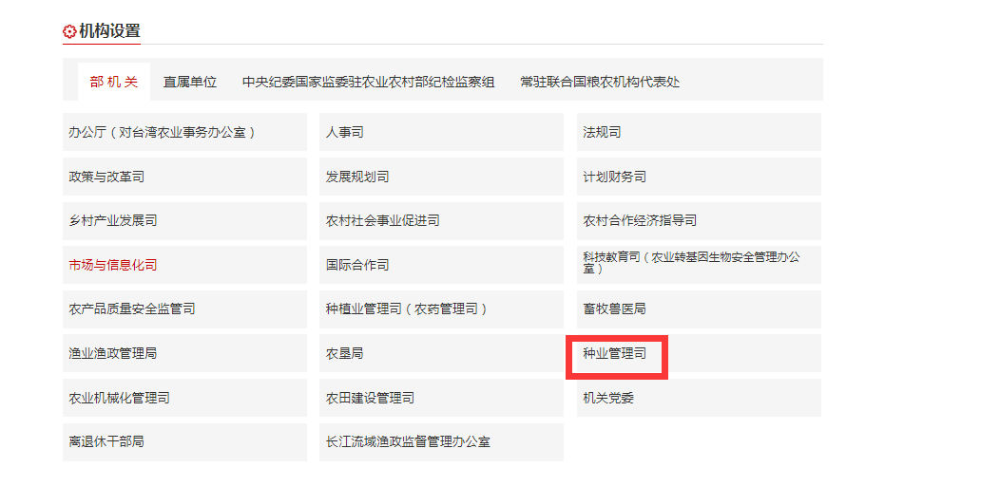 机构设置
部 机 关 直属单位 中央纪委国家监委驻农业农村部纪检监察组 常驻联合国粮农机构代表处
办公厅（对台湾农业事务办公室） 人事司 法规司
政策与改革司 发展规划司 计划财务司
乡村产业发展司 农村社会事业促进司 农村合作经济指导司
市场与信息化司 国际合作司 科技教育司（农业转基因生物安全管理办公
室）
农产品质量安全监管司 种植业管理司（农药管理司） 畜牧兽医局
渔业渔政管理局 农垦局 种业管理司
农业机械化管理司 农田建设管理司 机关党委
离退休干部局 长江流域渔政监督管理办公室